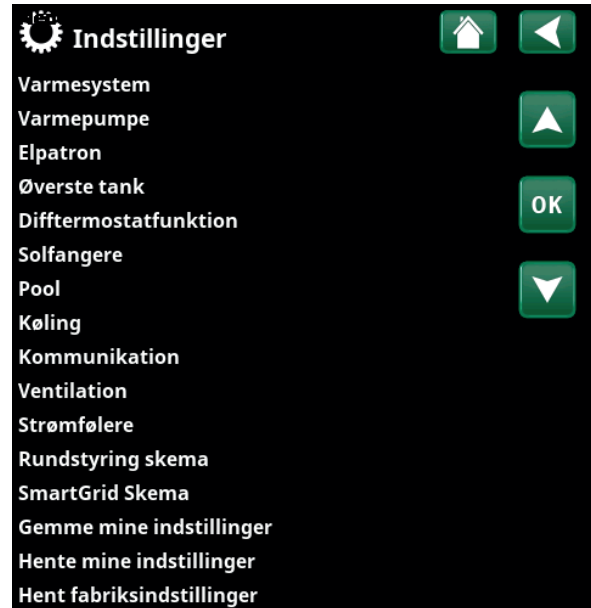 Indstillinger
Varmesystem
Varmepumpe
Elpatron
OK
Øverste tank
Difftermostatfunktion
Solfangere
Pool
Køling
Kommunikation
Ventilation
Strømfølere
Rundstyring skema
SmartGrid Skema
Gemme mine indstillinger
Hente mine indstillinger
Hent fabriksindstillinger